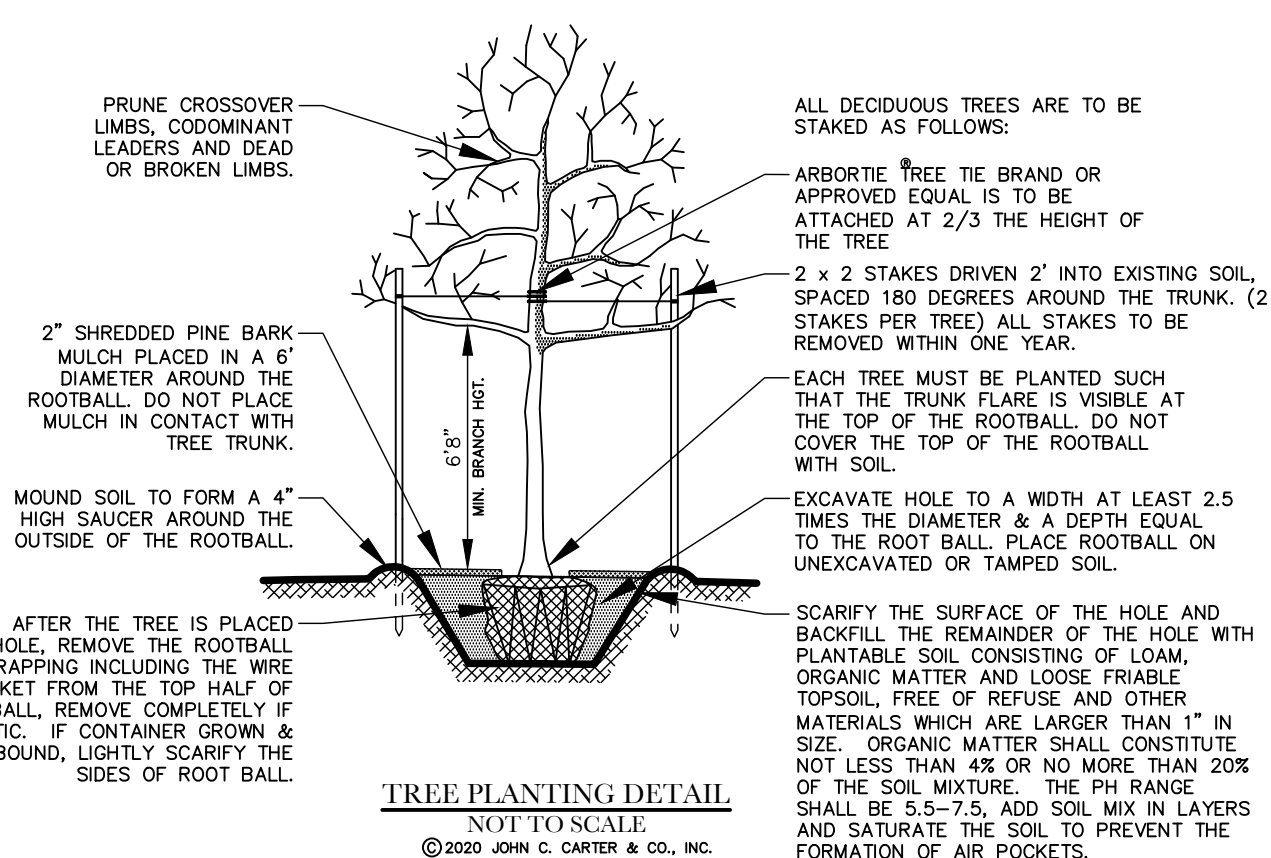 PRUNE CROSSOVER
LIMBS, CODOMINANT
LEADERS AND DEAD
OR BROKEN LIMBS.
2" SHREDDED PINE BARK
MULCH PLACED IN A 6'
DIAMETER AROUND THE
ROOTBALL. DO NOT PLACE
MULCH IN CONTACT WITH
TREE TRUNK.
MOUND SOIL TO FORM A 4"
HIGH SAUCER AROUND THE
OUTSIDE OF THE ROOTBALL.
AFTER THE TREE IS PLACED
HOLE, REMOVE THE ROOTBALL
RAPPING INCLUDING THE WIRE
KET FROM THE TOP HALF OF
BALL, REMOVE COMPLETELY IF
TIC. IF CONTAINER GROWN &
BOUND, LIGHTLY SCARIFY THE
SIDES OF ROOT BALL.
6'8"
MIN. BRANCH HGT.
ALL DECIDUOUS TREES ARE TO BE
STAKED AS FOLLOWS:
ARBORTIE ® TREE TIE BRAND OR
APPROVED EQUAL IS TO BE
ATTACHED AT 2/3 THE HEIGHT OF
THE TREE
2 x 2 STAKES DRIVEN 2' INTO EXISTING SOIL,
SPACED 180 DEGREES AROUND THE TRUNK. (2
STAKES PER TREE) ALL STAKES TO BE
REMOVED WITHIN ONE YEAR.
EACH TREE MUST BE PLANTED SUCH
THAT THE TRUNK FLARE IS VISIBLE AT
THE TOP OF THE ROOTBALL. DO NOT
COVER THE TOP OF THE ROOTBALL
WITH SOIL.
EXCAVATE HOLE TO A WIDTH AT LEAST 2.5
TIMES THE DIAMETER & A DEPTH EQUAL
TO THE ROOT BALL. PLACE ROOTBALL ON
UNEXCAVATED OR TAMPED SOIL.
SCARIFY THE SURFACE OF THE HOLE AND
BACKFILL THE REMAINDER OF THE HOLE WITH
PLANTABLE SOIL CONSISTING OF LOAM,
ORGANIC MATTER AND LOOSE FRIABLE
TOPSOIL, FREE OF REFUSE AND OTHER
MATERIALS WHICH ARE LARGER THAN 1" IN
SIZE. ORGANIC MATTER SHALL CONSTITUTE
NOT LESS THAN 4% OR NO MORE THAN 20%
OF THE SOIL MIXTURE. THE PH RANGE
SHALL BE 5.5-7.5, ADD SOIL MIX IN LAYERS
AND SATURATE THE SOIL TO PREVENT THE
FORMATION OF AIR POCKETS.
TREE PLANTING DETAIL
NOT TO SCALE
©2020 JOHN C. CARTER & CO., INC.